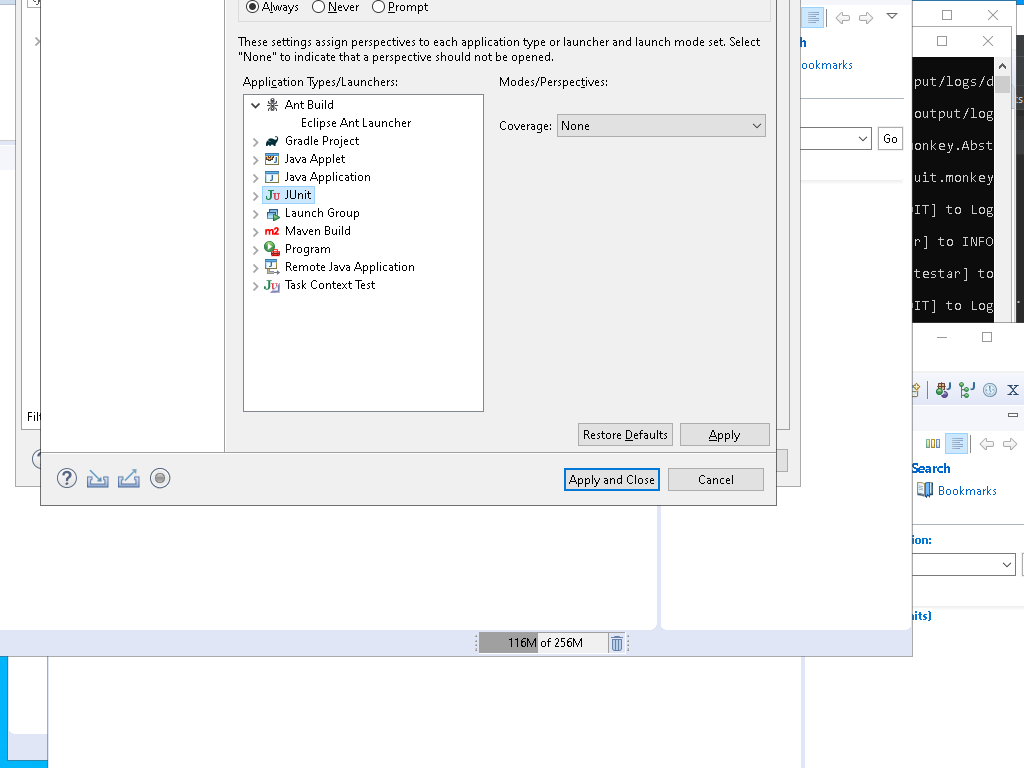 Always Never Prompt
These settings assign perspectives to each application type or launcher and launch mode set. Select
"None" to indicate that a perspective should not be opened.
Application Types/Launchers:
Modes/Perspectives:
Ant Build
Eclipse Ant Launcher
Gradle Project
Java Applet
Java Application
JUnit
Launch Group
Maven Build
Program
Remote Java Application
Task Context Test
Coverage: None
Restore Defaults
Apply
Apply and Close
Cancel
Filt
116M of 256M
h
ookmarks
Go
put/logs/d
output/log
onkey.Abst
uit.monkey
IT] to Log
r] to INFO
testar] to
IT] to Log
X
Search
Bookmarks
ion:
its)